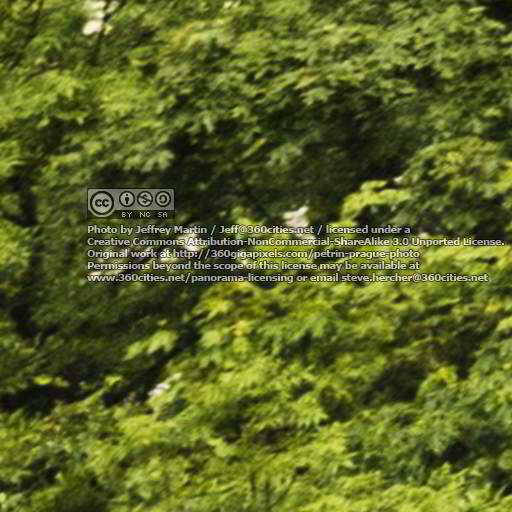 cc BY NC SA
Photo by Jeffrey Martin / Jeff@360cities.net / licensed under a
Creative Commons Attribution-NonCommercial-ShareAlike 3.0 Unported License.
Original work at http://360gigapixels.com/petrin-prague-photo
Permissions beyond the scope of this license may be available at
www.360cities.net/panorama-licensing or email steve.hercher@360cities.net